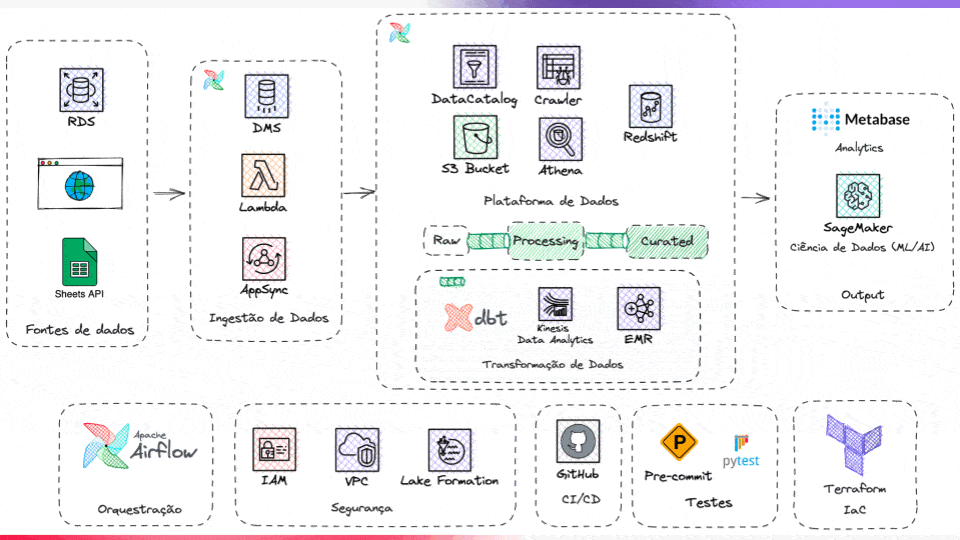 RDS
Sheets API
Fontes de dados
DMS
Lambda
AppSync
Ingestão de Dados
DataCatalog
Crawler
Redshift
S3 Bucket
Athena
Plataforma de Dados
Raw
Processing
Curated
dbt
Kinesis
Data Analytics
EMR
Transformação de Dados
Metabase
Analytics
SageMaker
Ciência de Dados (ML/AI)
Output
Apache
Airflow
Orquestração
IAM
VPC
Lake Formation
Segurança
GitHub
CI/CD
P
Pre-commit
pytest
Testes
Terraform
IaC